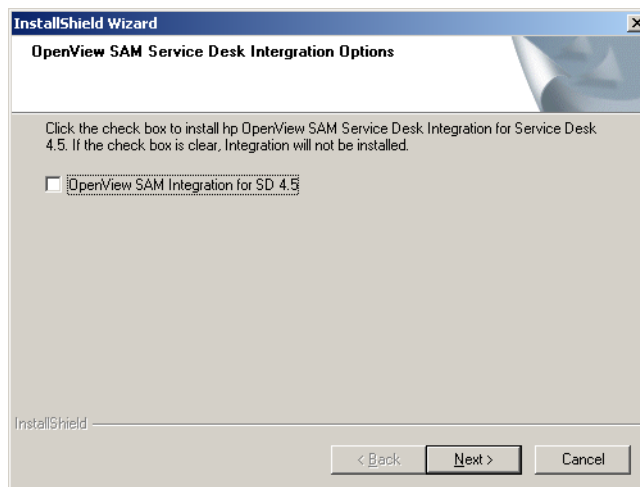 InstallShield Wizard
OpenView SAM Service Desk Intergration Options
Click the check box to install hp OpenView SAM Service Desk Integration for Service Desk
4.5. If the check box is clear, Integration will not be installed.
OpenView SAM Integration for SD 4.5
InstallShield
< Back
Next >
Cancel